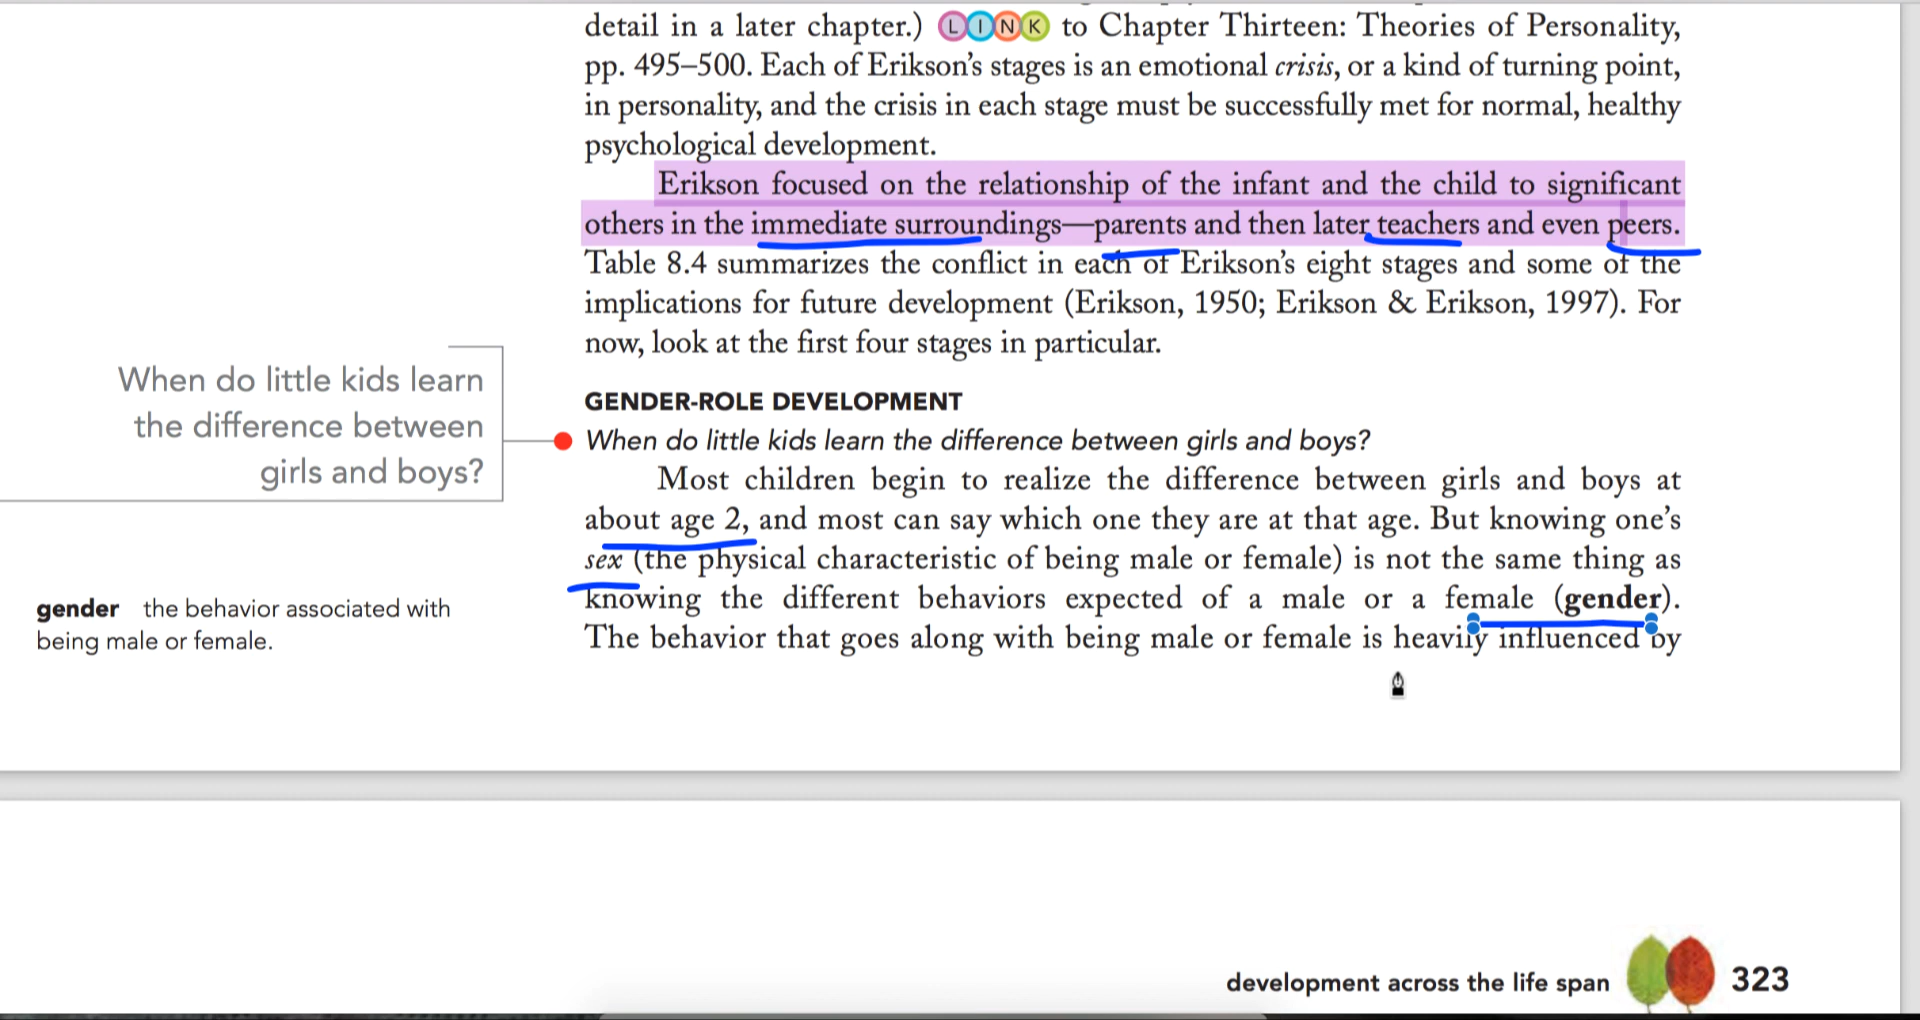 detail in a later chapter.) LINK to Chapter Thirteen: Theories of Personality,
pp. 495–500. Each of Erikson’s stages is an emotional crisis, or a kind of turning point,
in personality, and the crisis in each stage must be successfully met for normal, healthy
psychological development.
Erikson focused on the relationship of the infant and the child to significant
others in the immediate surroundings—parents and then later teachers and even peers.
Table 8.4 summarizes the conflict in each of Erikson’s eight stages and some of the
implications for future development (Erikson, 1950; Erikson & Erikson, 1997). For
now, look at the first four stages in particular.
When do little kids learn
the difference between
girls and boys?
GENDER-ROLE DEVELOPMENT
When do little kids learn the difference between girls and boys?
Most children begin to realize the difference between girls and boys at
about age 2, and most can say which one they are at that age. But knowing one’s
sex (the physical characteristic of being male or female) is not the same thing as
knowing the different behaviors expected of a male or a female (gender).
The behavior that goes along with being male or female is heavily influenced by
gender the behavior associated with
being male or female.
development across the life span 323